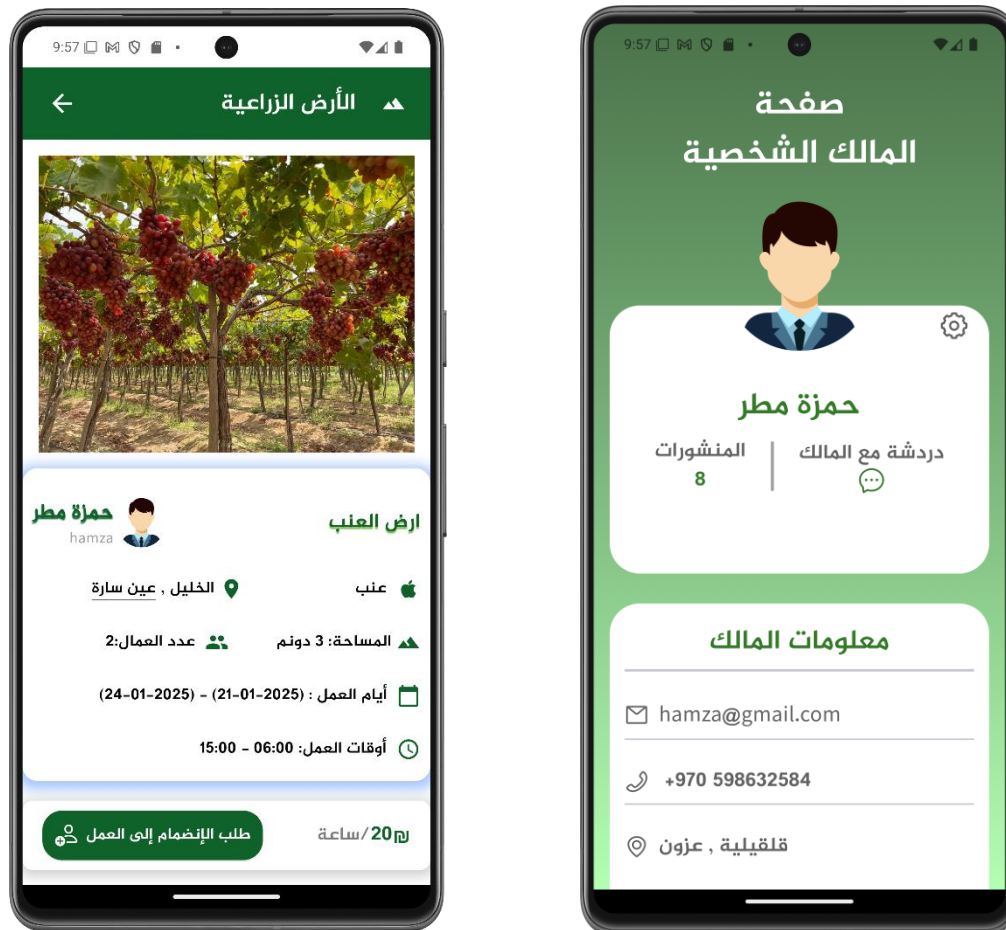 9:57
الأرض الزراعية
ارض العنب
حمزة مطر
hamza
عنب
الخليل , عين سارة
المساحة: 3 دونم
عدد العمال:2
أيام العمل : (21-01-2025) - (24-01-2025)
أوقات العمل: 06:00 - 15:00
₪20/ساعة
طلب الإنضمام إلى العمل
9:57
صفحة
المالك الشخصية
حمزة مطر
دردشة مع المالك
المنشورات
8
معلومات المالك
hamza@gmail.com
+970 598632584
قلقيلية , عزون